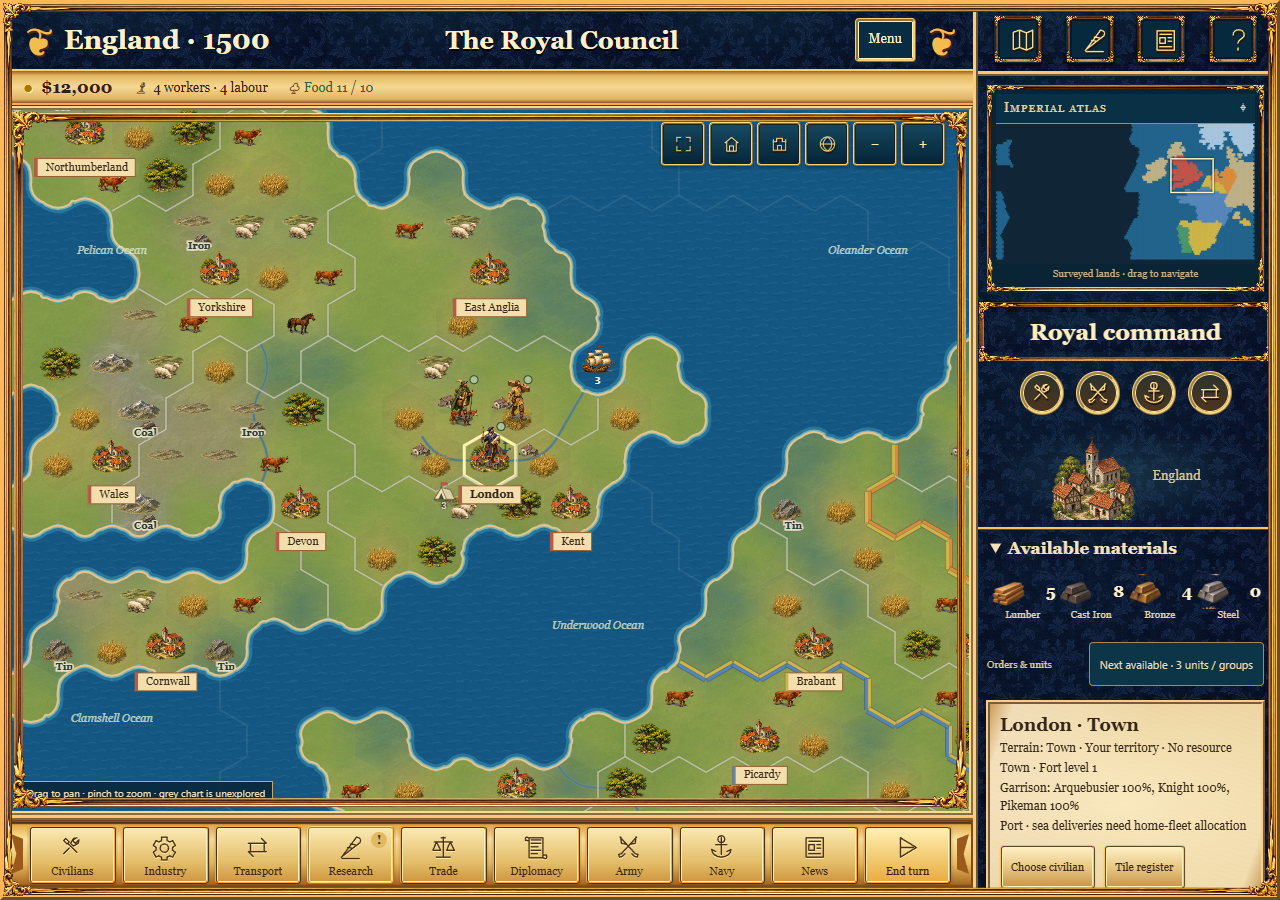 England · 1500
The Royal Council
Menu
?
$12,000
4 workers · 4 labour
Food 11 / 10
Northumberland
Pelican Ocean
Iron
Oleander Ocean
Yorkshire
East Anglia
3
Coal
Iron
Wales
3
London
Coal
Devon
Kent
Tin
Underwood Ocean
Tin
Tin
Cornwall
Brabant
Clamshell Ocean
Picardy
rag to pan · pinch to zoom · grey chart is unexplored
Civilians
Industry
Transport
!
Research
Trade
Diplomacy
Army
Navy
News
End turn
Imperial atlas
Surveyed lands · drag to navigate
Royal command
England
▼ Available materials
5
8
4
0
Lumber
Cast Iron
Bronze
Steel
Orders & units
Next available · 3 units / groups
London · Town
Terrain: Town · Your territory · No resource
Town · Fort level 1
Garrison: Arquebusier 100%, Knight 100%,
Pikeman 100%
Port · sea deliveries need home-fleet allocation
Choose civilian
Tile register